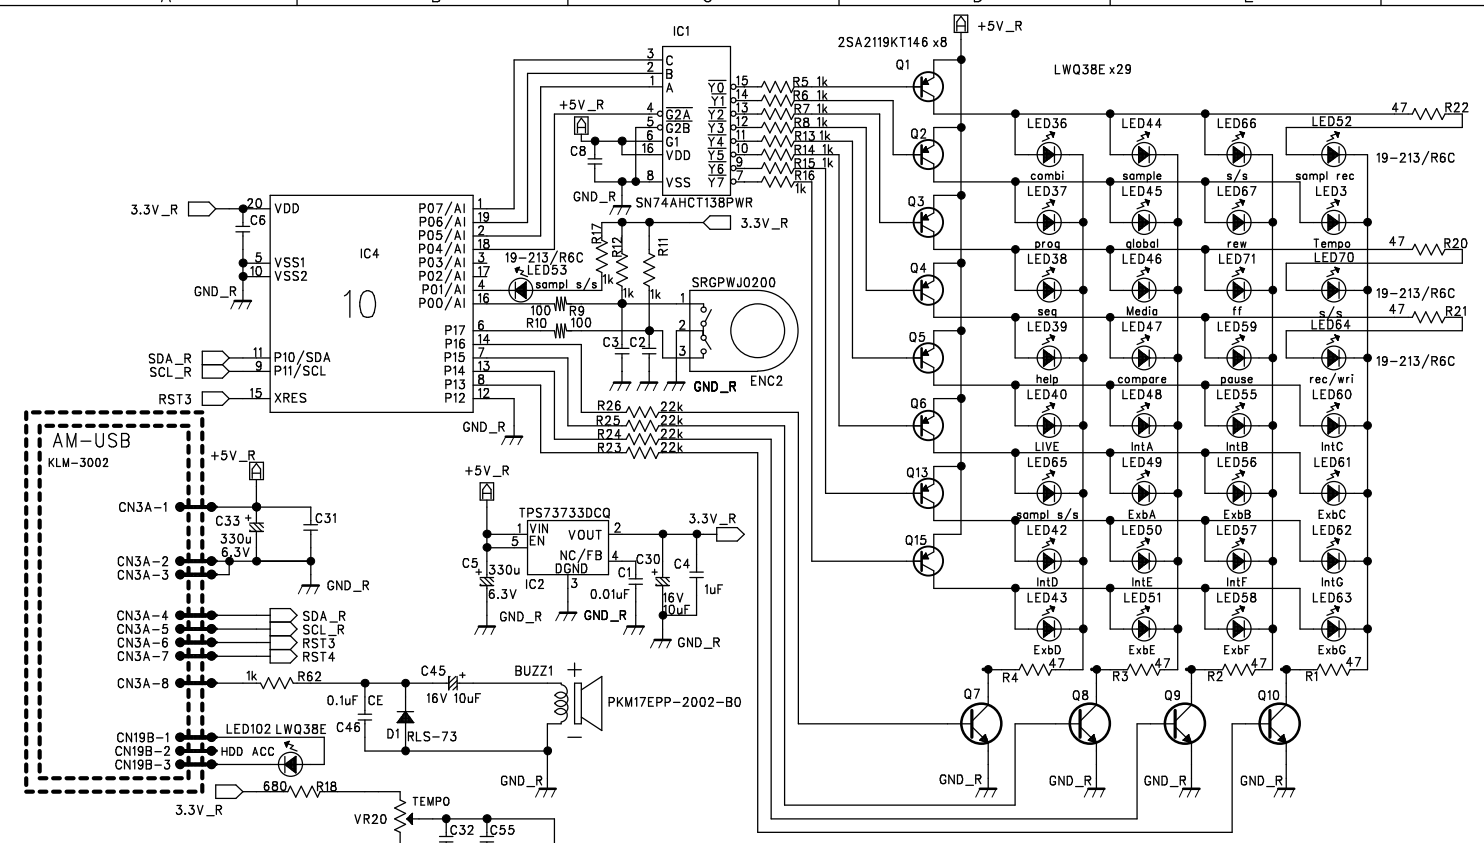 A B C D E
+5V_R
2SA2119KT146 x8
LWQ38E x29
IC1
3 C
2 B
1 A
4 G2A
5 G2B
6 G1
16 VDD
8 VSS
Y0 15
Y1 14
Y2 13
Y3 12
Y4 11
Y5 10
Y6 9
Y7 7
R5 1k
R6 1k
R7 1k
R8 1k
R13 1k
R14 1k
R15 1k
R16
1k
SN74AHCT138PWR
+5V_R
C8
GND_R
3.3V_R
3.3V_R
C6
GND_R
20 VDD
5 VSS1
10 VSS2
11 P10/SDA
9 P11/SCL
15 XRES
IC4
10
P07/AI 1
P06/AI 19
P05/AI 2
P04/AI 18
P03/AI 3
P02/AI 17
P01/AI 4
P00/AI 16
P17 6
P16 14
P15 7
P14 13
P13 8
P12 12
SDA_R
SCL_R
RST3
GND_R
19-213/R6C
LED53
sampl s/s
R17
1k
R12
1k
R11
1k
100 R9
R10 100
C3
C2
SRGPWJ0200
1
2
3
ENC2
GND_R
R26 22k
R25 22k
R24 22k
R23 22k
AM-USB
KLM-3002
CN3A-1
CN3A-2
CN3A-3
CN3A-4
CN3A-5
CN3A-6
CN3A-7
CN3A-8
CN19B-1
CN19B-2
CN19B-3
+5V_R
C33 +
330u
6.3V
C31
GND_R
SDA_R
SCL_R
RST3
RST4
1k R62
0.1uF CE
C46
D1 RLS-73
C45
+
16V 10uF
BUZZ1
+
−
PKM17EPP-2002-B0
GND_R
LED102 LWQ38E
HDD ACC
3.3V_R
680 R18
VR20
TEMPO
C32
C55
+5V_R
TPS73733DCQ
1 VIN
5 EN
VOUT 2
NC/FB 4
DGND
3
IC2
C5
+
330u
6.3V
GND_R
GND_R
C1
0.01uF
C30
+
16V
10uF
C4
1uF
3.3V_R
GND_R
Q1
Q2
Q3
Q4
Q5
Q6
Q13
Q15
LED36 LED44 LED66 LED52
47 R22
19-213/R6C
combi sample s/s sampl rec
LED37 LED45 LED67 LED3
prog global rew Tempo
47 R20
LED38 LED46 LED71 LED70
19-213/R6C
seq Media ff s/s
47 R21
LED39 LED47 LED59 LED64
19-213/R6C
help compare pause rec/wri
LED40 LED48 LED55 LED60
LIVE IntA IntB IntC
LED65 LED49 LED56 LED61
sampl s/s ExbA ExbB ExbC
LED42 LED50 LED57 LED62
IntD IntE IntF IntG
LED43 LED51 LED58 LED63
ExbD ExbE ExbF ExbG
R4 47
R3 47
R2 47
R1 47
Q7 Q8 Q9 Q10
GND_R GND_R GND_R GND_R